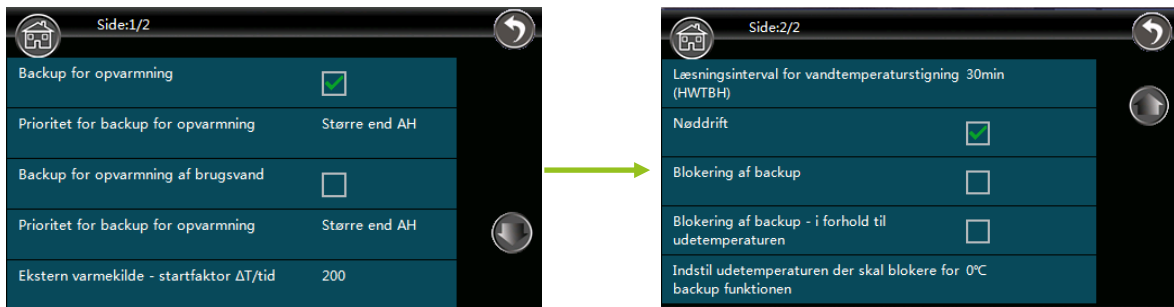 Side:1/2
Backup for opvarmning
Prioritet for backup for opvarmning Større end AH
Backup for opvarmning af brugsvand
Prioritet for backup for opvarmning Større end AH
Ekstern varmekilde - startfaktor ΔT/tid 200
Side:2/2
Læsningsinterval for vandtemperaturstigning 30min
(HWTBH)
Nøddrift
Blokering af backup
Blokering af backup - i forhold til
udetemperaturen
Indstil udetemperaturen der skal blokere for 0℃
backup funktionen